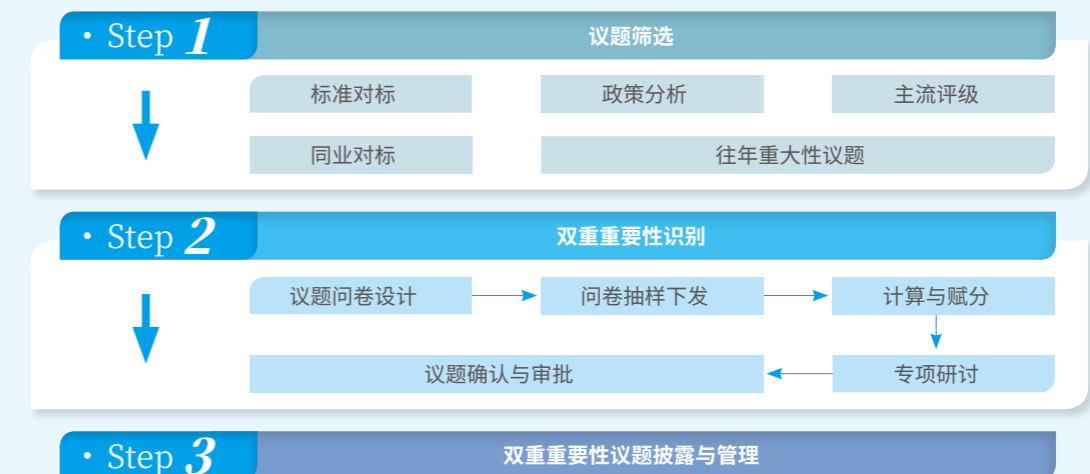 · Step 1 议题筛选
标准对标 政策分析 主流评级
同业对标 往年重大性议题
· Step 2 双重重要性识别
议题问卷设计 问卷抽样下发 计算与赋分
议题确认与审批 专项研讨
· Step 3 双重重要性议题披露与管理